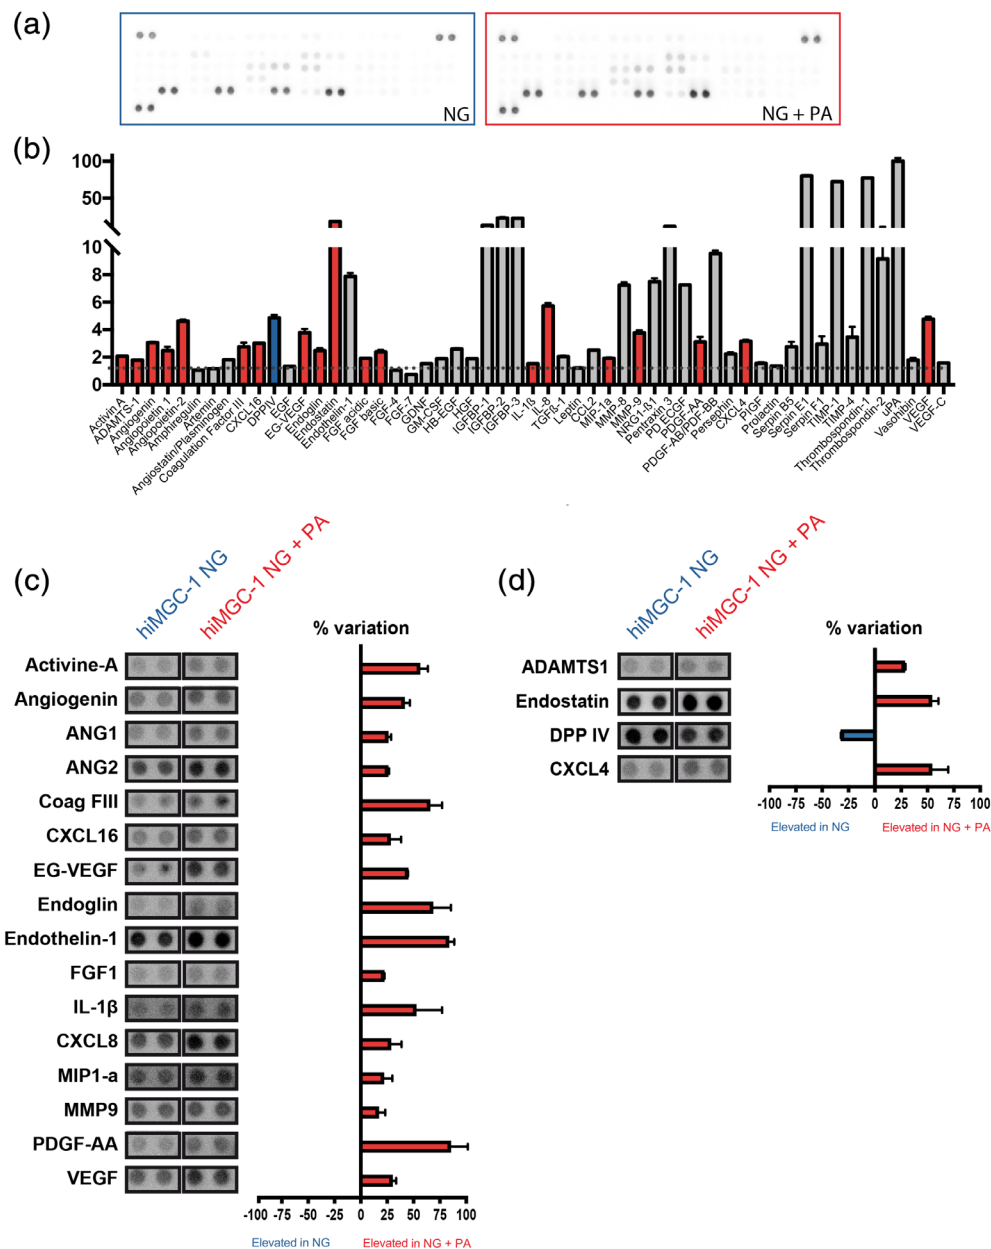 (a)
NG
NG + PA
(b)
100
50
10
8
6
4
2
0
Activin A
ADAMTS-1
Angiogenin
Angiopoietin-1
Angiopoietin-2
Amphiregulin
Artemin
Angiostatin/Plasminogen
Coagulation Factor III
CXCL16
DPPIV
EGF
EG-VEGF
Endoglin
Endostatin
Endothelin-1
FGF acidic
FGF basic
FGF-4
FGF-7
GDNF
GM-CSF
HB-EGF
HGF
IGFBP-1
IGFBP-2
IGFBP-3
IL-1β
IL-8
TGFβ-1
Leptin
CCL2
MIP-1a
MMP-8
MMP-9
NRG1-β1
Pentraxin 3
PD ECGF
PDGF-AA
PDGF-AB/PDGF-BB
Persephin
CXCL4
PlGF
Prolactin
Serpin B5
Serpin E1
Serpin F1
TIMP-1
TIMP-4
Thrombospondin-1
Thrombospondin-2
uPA
Vasohibin
VEGF
VEGF-C
(c)
hiMGC-1 NG
hiMGC-1 NG + PA
% variation
Activine-A
Angiogenin
ANG1
ANG2
Coag FIII
CXCL16
EG-VEGF
Endoglin
Endothelin-1
FGF1
IL-1β
CXCL8
MIP1-a
MMP9
PDGF-AA
VEGF
-100 -75 -50 -25 0 25 50 75 100
Elevated in NG Elevated in NG + PA
(d)
hiMGC-1 NG
hiMGC-1 NG + PA
% variation
ADAMTS1
Endostatin
DPP IV
CXCL4
-100 -75 -50 -25 0 25 50 75 100
Elevated in NG Elevated in NG + PA